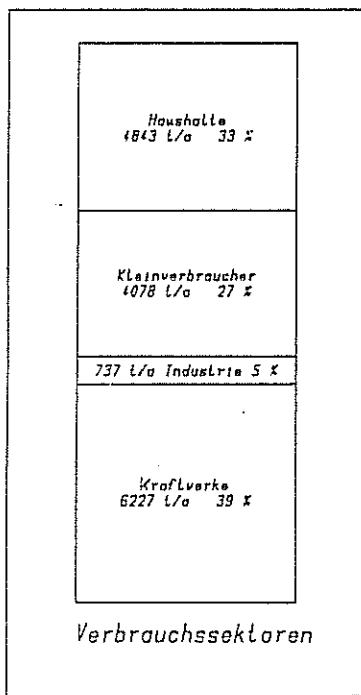 Haushalte
4843 t/a 33 %
Kleinverbraucher
4078 t/a 27 %
737 t/a Industrie 5 %
Kraftwerke
6227 t/a 39 %
Verbrauchssektoren